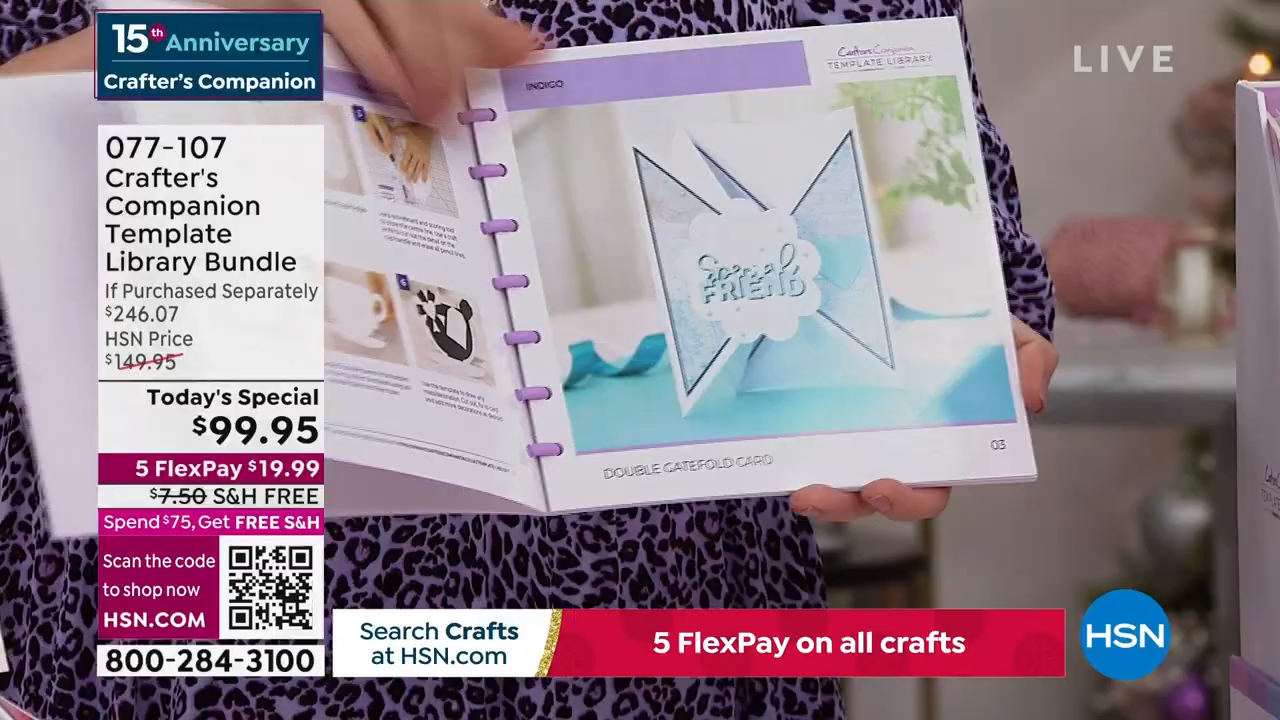 15th Anniversary
Crafter's Companion
077-107
Crafter's
Companion
Template
Library Bundle
If Purchased Separately
$246.07
HSN Price
$149.95
Today's Special
$99.95
5 FlexPay $19.99
$7.50 S&H FREE
Spend $75, Get FREE S&H
Scan the code
to shop now
HSN.COM
800-284-3100
INDIGO
Crafter's Companion
TEMPLATE LIBRARY
LIVE
Special
FRIEND
DOUBLE GATEFOLD CARD
03
Search Crafts
at HSN.com
5 FlexPay on all crafts
HSN